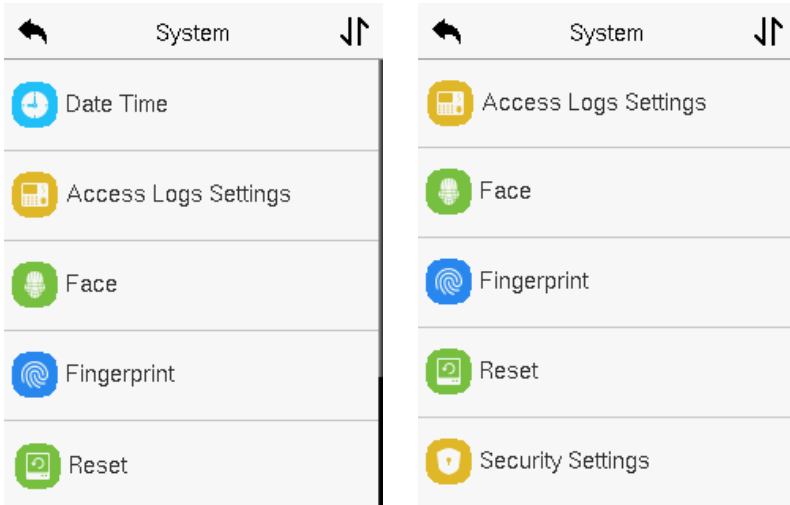 System
Date Time
Access Logs Settings
Face
Fingerprint
Reset
System
Access Logs Settings
Face
Fingerprint
Reset
Security Settings